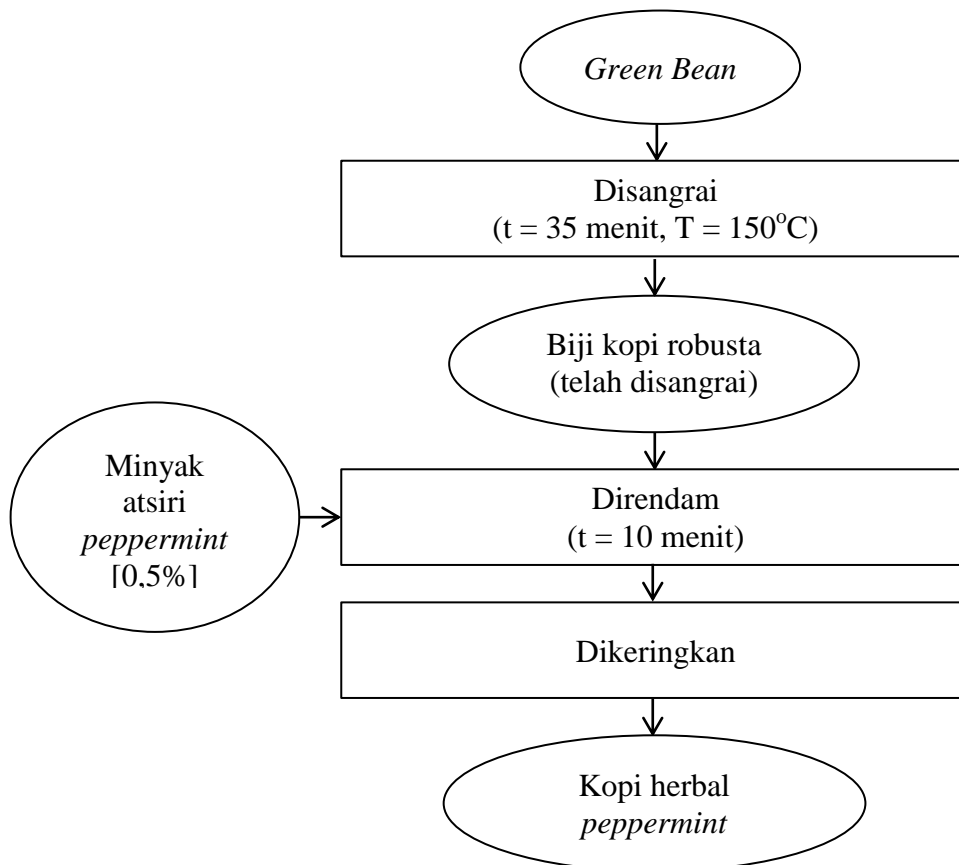 Green Bean
Disangrai
(t = 35 menit, T = 150°C)
Biji kopi robusta
(telah disangrai)
Minyak
atsiri
peppermint
[0,5%]
Direndam
(t = 10 menit)
Dikeringkan
Kopi herbal
peppermint